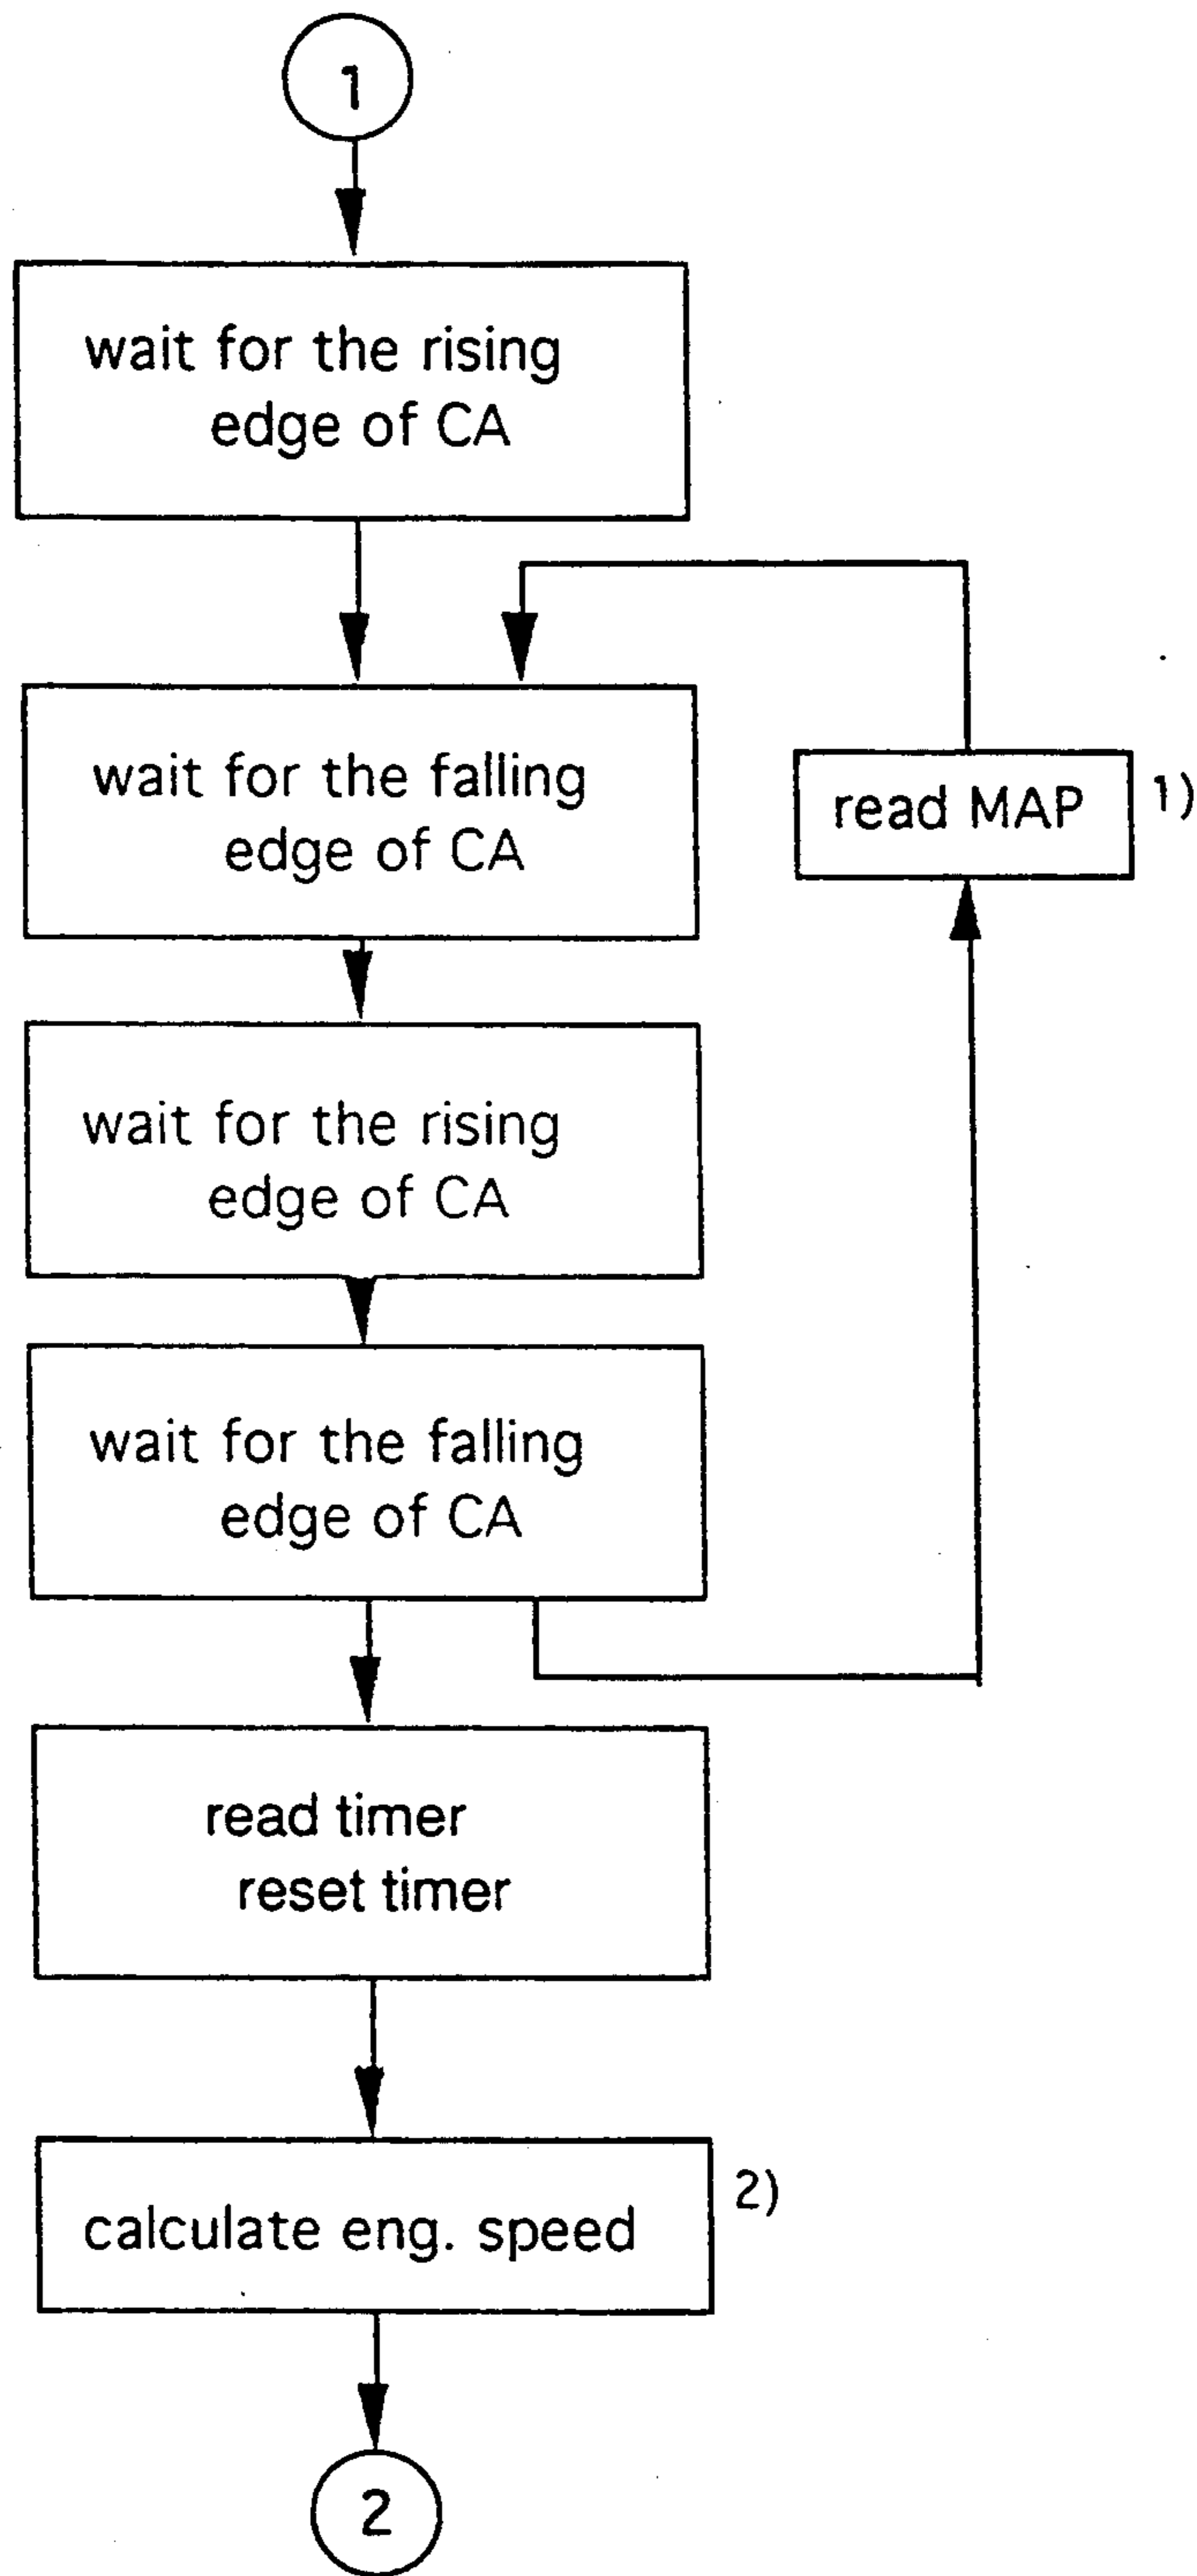 1
wait for the rising
edge of CA
wait for the falling
edge of CA
read MAP 1)
wait for the rising
edge of CA
wait for the falling
edge of CA
read timer
reset timer
calculate eng. speed 2)
2